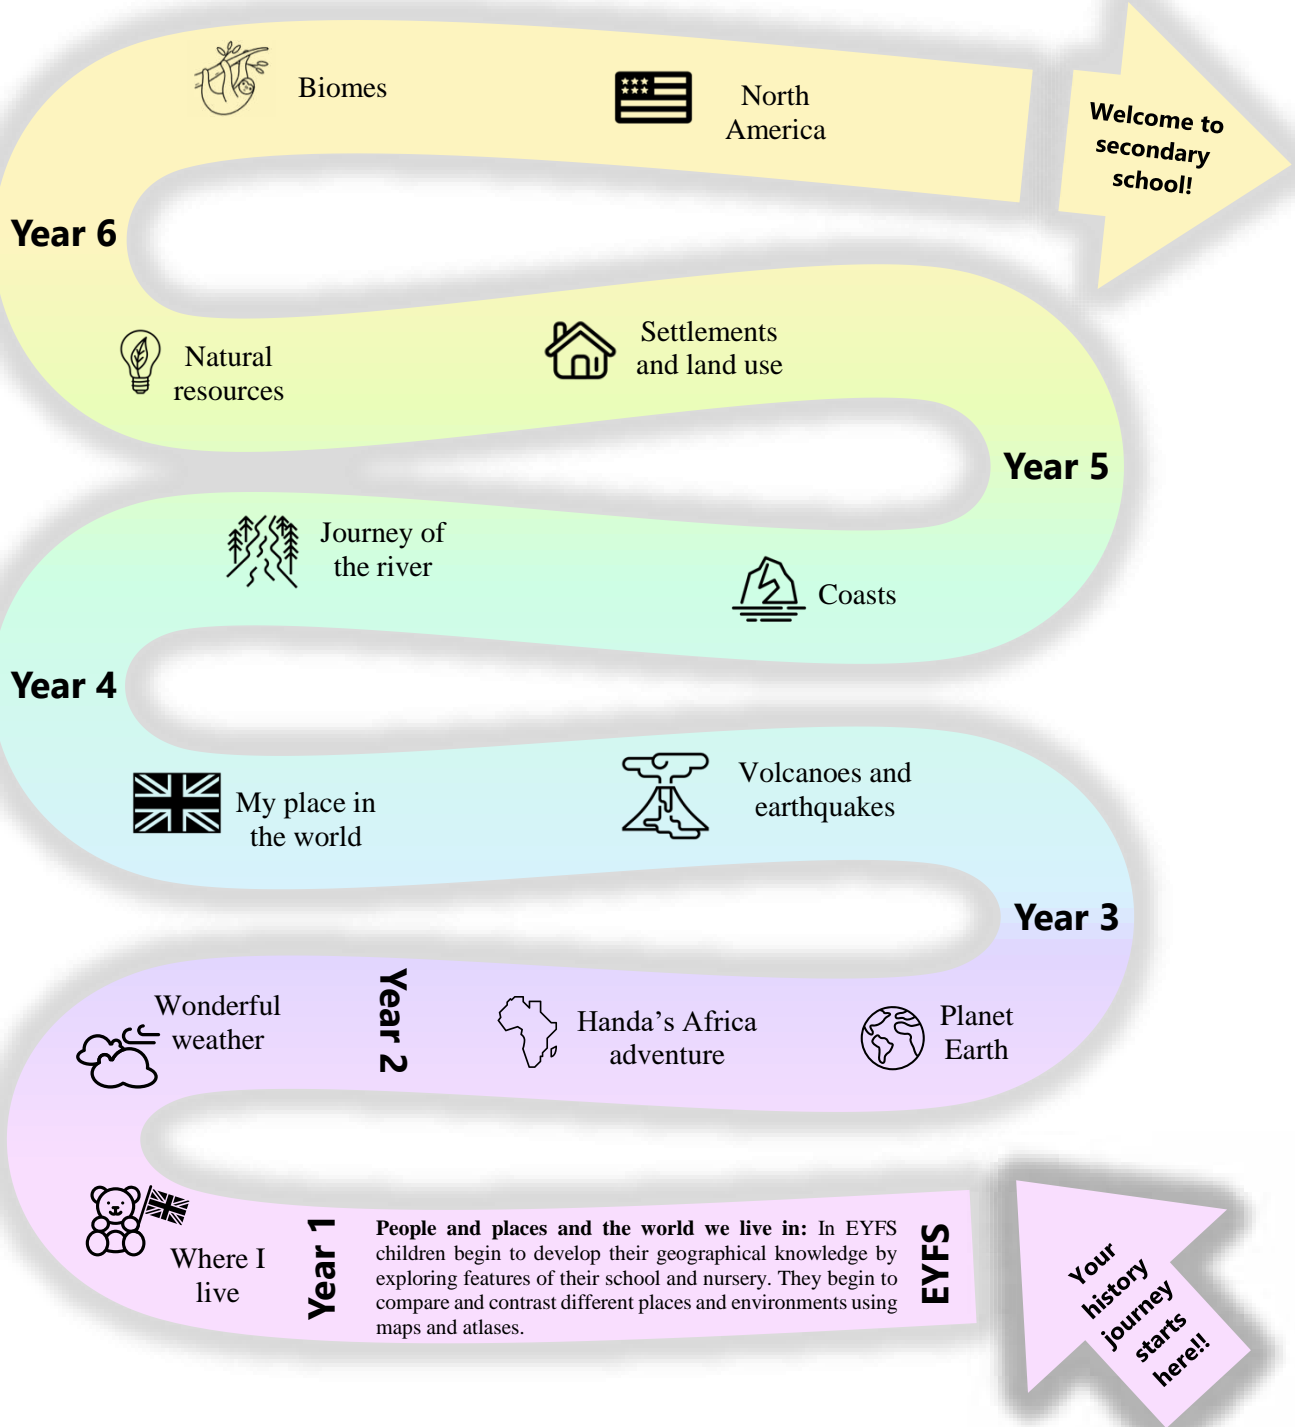 Biomes
North
America
Welcome to
secondary
school!
Year 6
Natural
resources
Settlements
and land use
Year 5
Journey of
the river
Coasts
Year 4
My place in
the world
Volcanoes and
earthquakes
Year 3
Wonderful
weather
Year 2
Handa’s Africa
adventure
Planet
Earth
Where I
live
Year 1
People and places and the world we live in: In EYFS
children begin to develop their geographical knowledge by
exploring features of their school and nursery. They begin to
compare and contrast different places and environments using
maps and atlases.
EYFS
Your
history
journey
starts
here!!